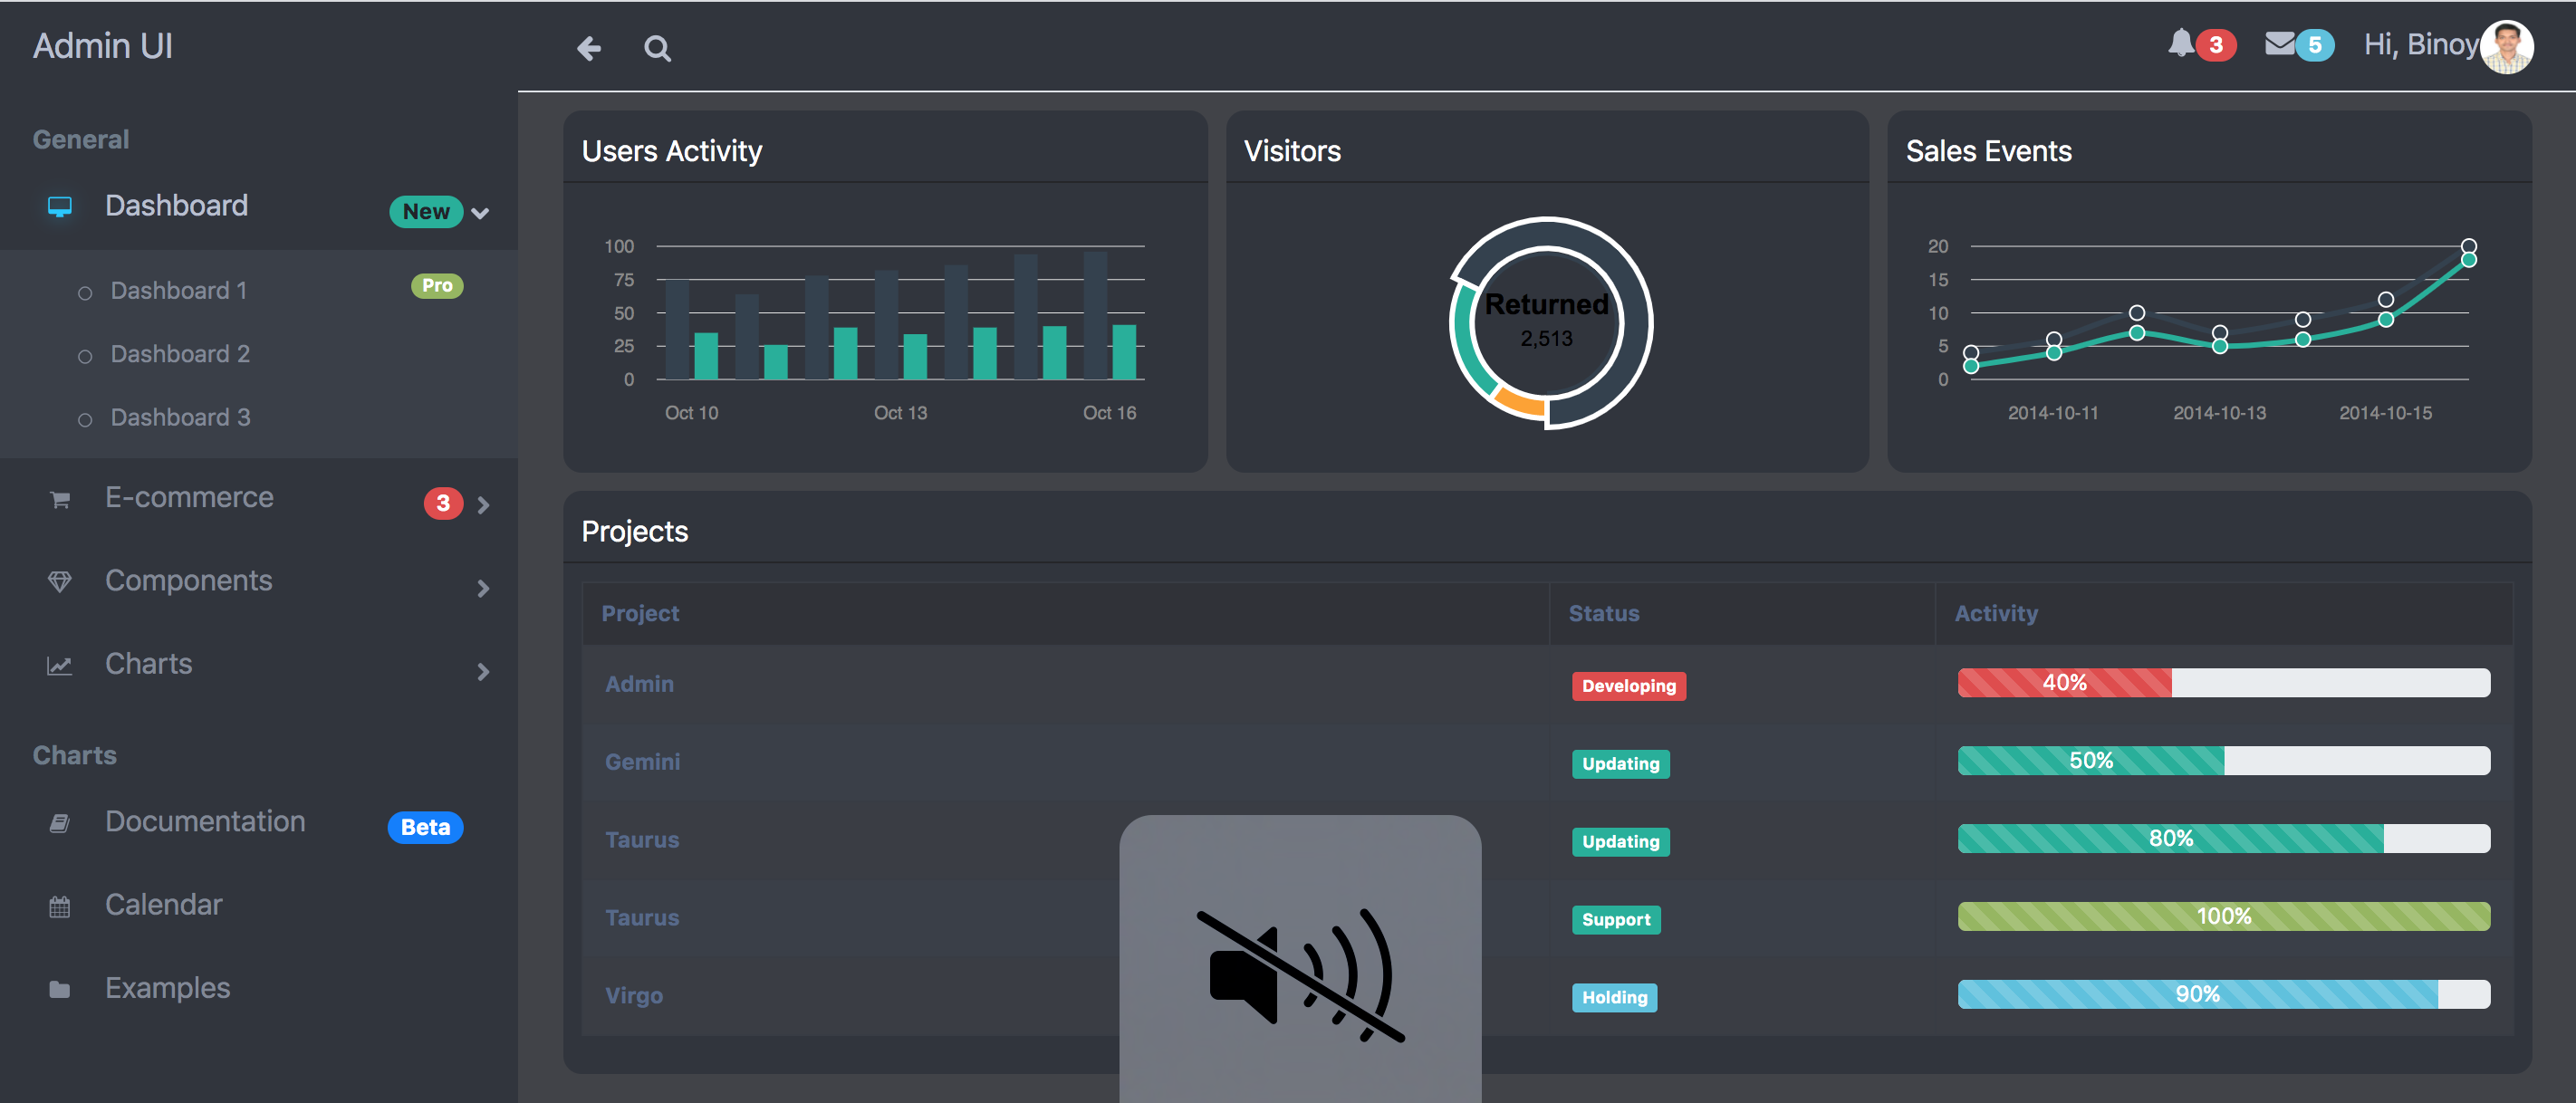 Admin UI
3
5
Hi, Binoy
General
Dashboard
New
Dashboard 1
Pro
Dashboard 2
Dashboard 3
E-commerce
3
Components
Charts
Charts
Documentation
Beta
Calendar
Examples
Users Activity
100
75
50
25
0
Oct 10
Oct 13
Oct 16
Visitors
Returned
2,513
Sales Events
20
15
10
5
0
2014-10-11
2014-10-13
2014-10-15
Projects
Project
Status
Activity
Admin
Developing
40%
Gemini
Updating
50%
Taurus
Updating
80%
Taurus
Support
100%
Virgo
Holding
90%